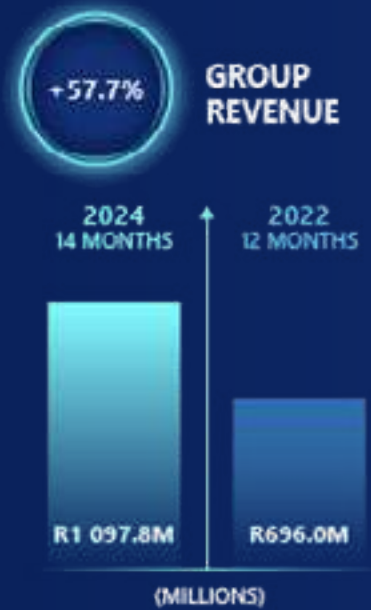 +57.7%
GROUP
REVENUE
2024
14 MONTHS
2022
12 MONTHS
R1 097.8M
R696.0M
(MILLIONS)